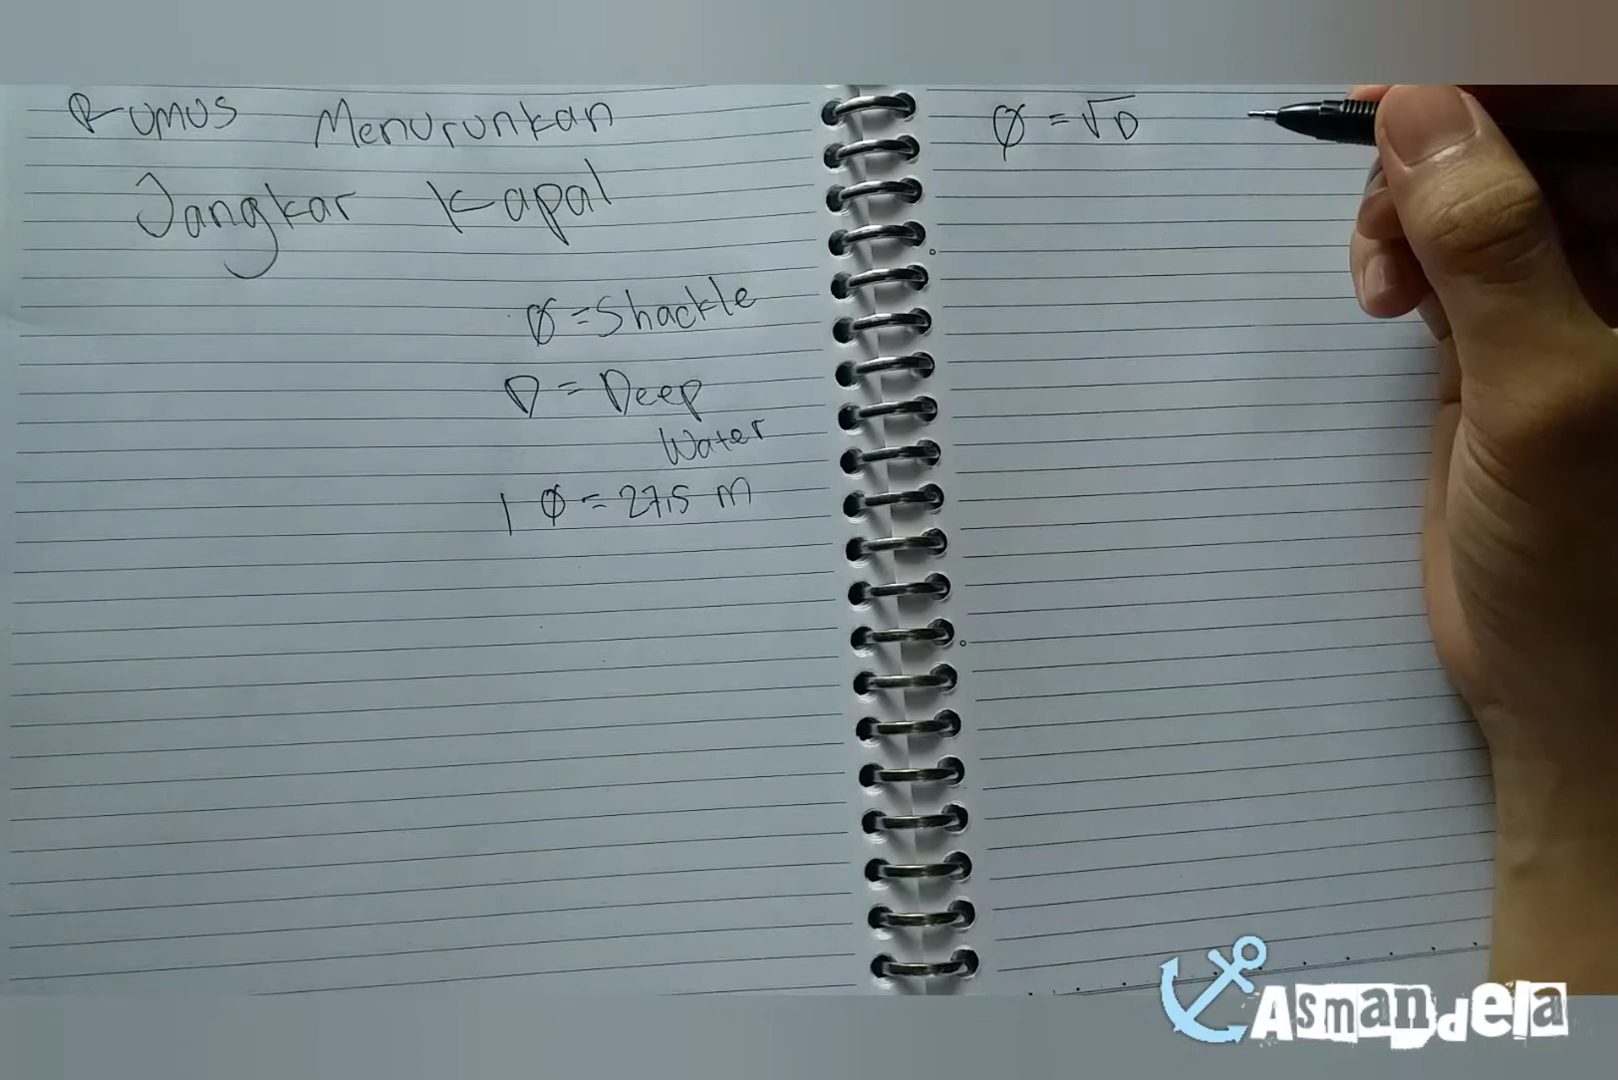 Rumus Menurunkan
Jangkar Kapal
Ø = Shackle
D = Deep
Water
1 Ø = 27,5 m
Ø = √D
Asmandela